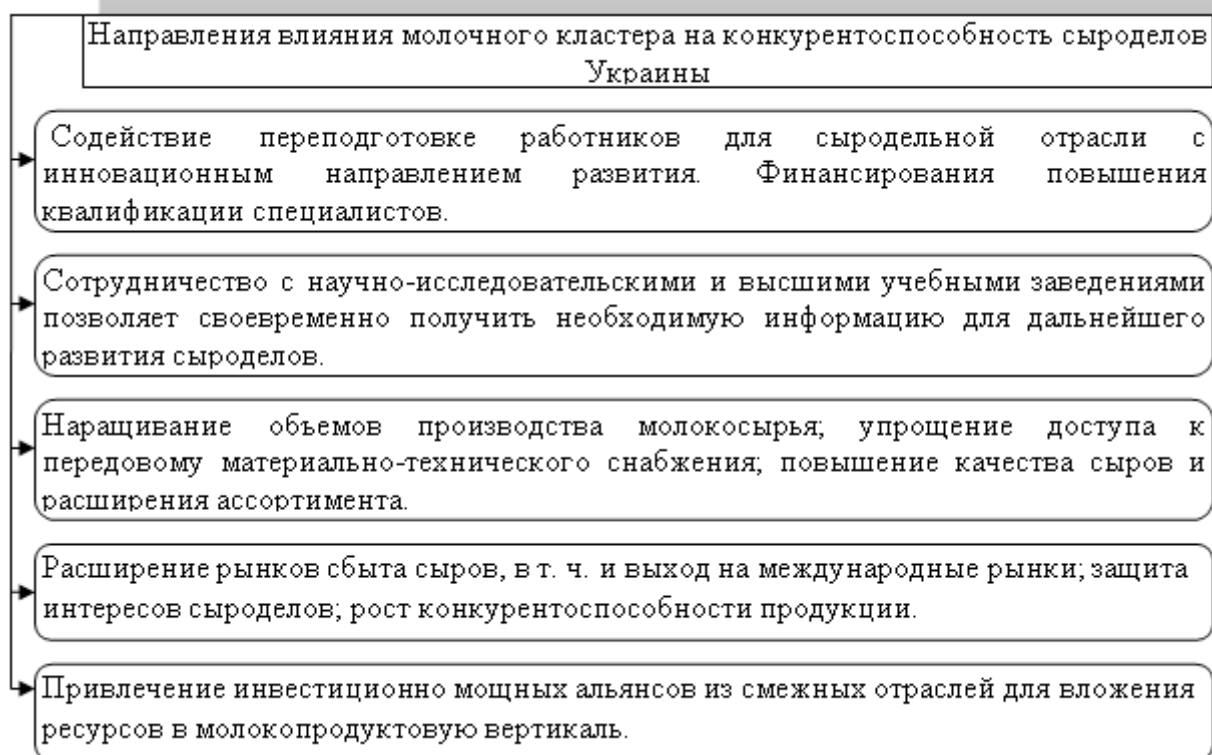 Направления влияния молочного кластера на конкурентоспособность сыроделов
Украины
Содействие переподготовке работников для сыродельной отрасли с
инновационным направлением развития. Финансирования повышения
квалификации специалистов.
Сотрудничество с научно-исследовательскими и высшими учебными заведениями
позволяет своевременно получить необходимую информацию для дальнейшего
развития сыроделов.
Наращивание объемов производства молокосырья; упрощение доступа к
передовому материально-технического снабжения; повышение качества сыров и
расширения ассортимента.
Расширение рынков сбыта сыров, в т. ч. и выход на международные рынки; защита
интересов сыроделов; рост конкурентоспособности продукции.
Привлечение инвестиционно мощных альянсов из смежных отраслей для вложения
ресурсов в молокопродуктовую вертикаль.